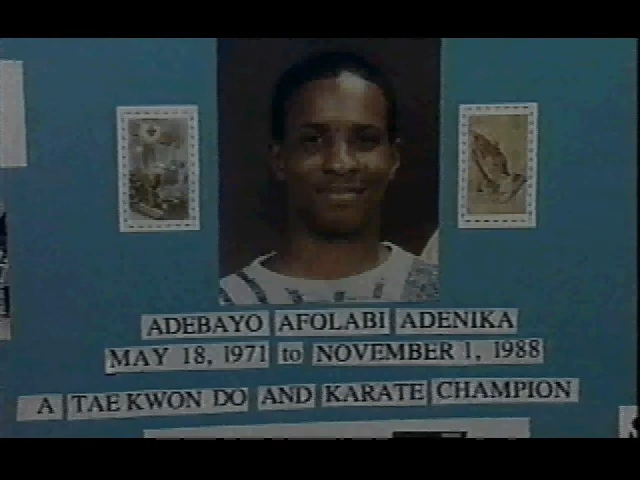 ADEBAYO AFOLABI ADENIKA
MAY 18, 1971 to NOVEMBER 1, 1988
A TAE KWON DO AND KARATE CHAMPION